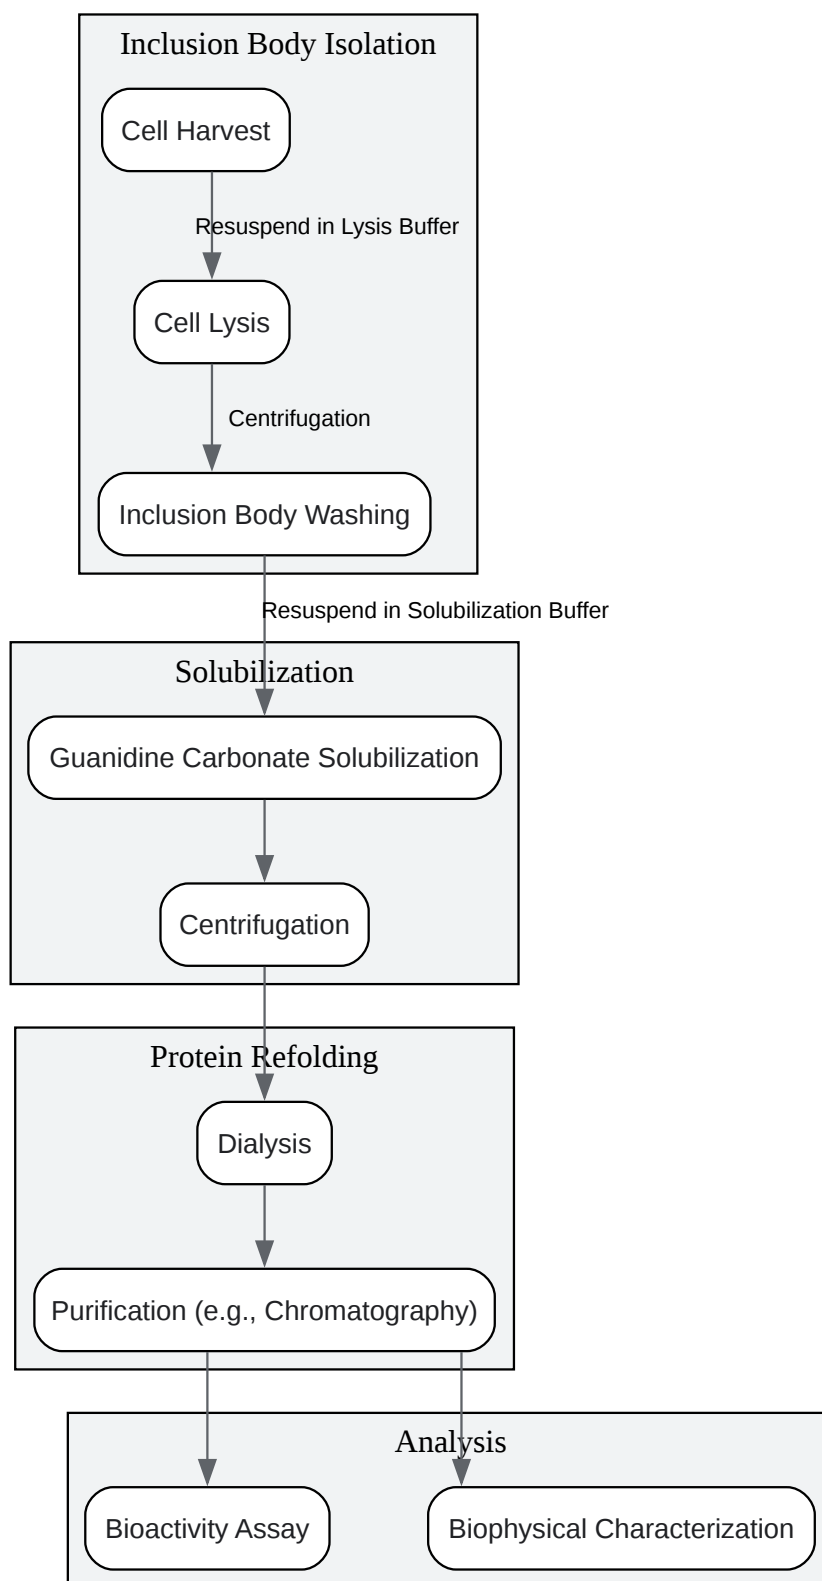 Inclusion Body Isolation
Cell Harvest
Resuspend in Lysis Buffer
Cell Lysis
Centrifugation
Inclusion Body Washing
Resuspend in Solubilization Buffer
Solubilization
Guanidine Carbonate Solubilization
Centrifugation
Protein Refolding
Dialysis
Purification (e.g., Chromatography)
Analysis
Bioactivity Assay
Biophysical Characterization